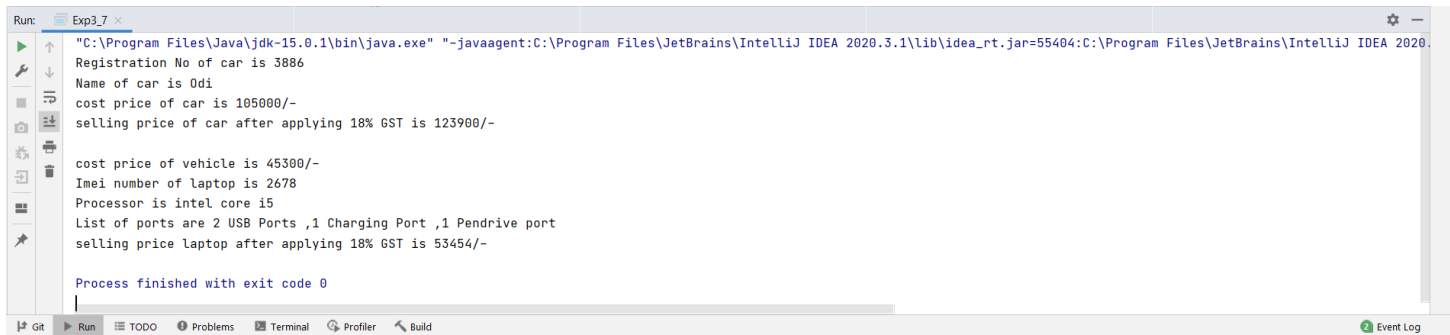 Run: Exp3_7
"C:\Program Files\Java\jdk-15.0.1\bin\java.exe" "-javaagent:C:\Program Files\JetBrains\IntelliJ IDEA 2020.3.1\lib\idea_rt.jar=55404:C:\Program Files\JetBrains\IntelliJ IDEA 2020.
Registration No of car is 3886
Name of car is Odi
cost price of car is 105000/-
selling price of car after applying 18% GST is 123900/-
cost price of vehicle is 45300/-
Imei number of laptop is 2678
Processor is intel core i5
List of ports are 2 USB Ports ,1 Charging Port ,1 Pendrive port
selling price laptop after applying 18% GST is 53454/-
Process finished with exit code 0
Git Run TODO Problems Terminal Profiler Build 2 Event Log